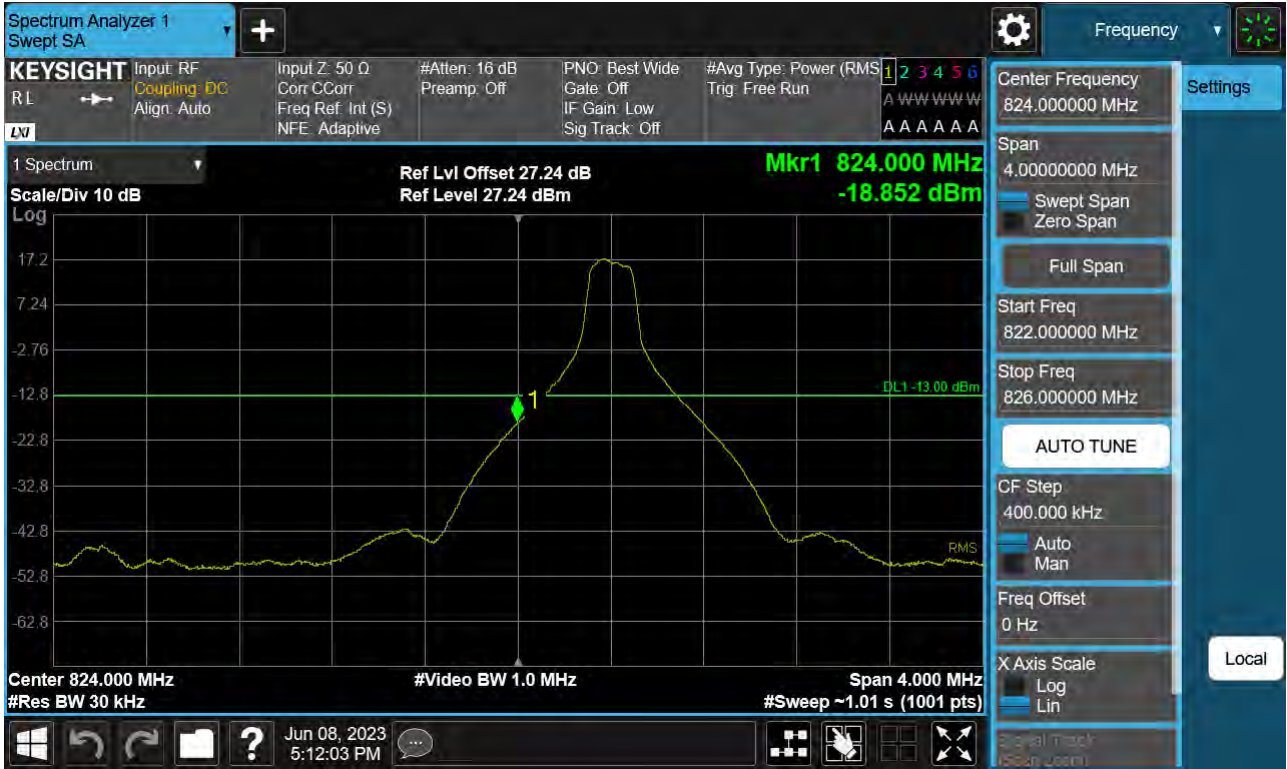 Spectrum Analyzer 1
Swept SA
Frequency
KEYSIGHT
R L
LXI
Input: RF
Coupling: DC
Align: Auto
Input Z: 50 Ω
Corr CCorr
Freq Ref: Int (S)
NFE: Adaptive
#Atten: 16 dB
Preamp: Off
PNO: Best Wide
Gate: Off
IF Gain: Low
Sig Track: Off
#Avg Type: Power (RMS
Trig: Free Run
1 2 3 4 5 6
A W W W W W
A A A A A A
Center Frequency
824.000000 MHz
Settings
1 Spectrum
Scale/Div 10 dB
Ref Lvl Offset 27.24 dB
Ref Level 27.24 dBm
Mkr1 824.000 MHz
-18.852 dBm
Log
17.2
7.24
-2.76
-12.8
-22.8
-32.8
-42.8
-52.8
-62.8
DL1 -13.00 dBm
1
RMS
Center 824.000 MHz
#Res BW 30 kHz
#Video BW 1.0 MHz
Span 4.000 MHz
#Sweep ~1.01 s (1001 pts)
Span
4.00000000 MHz
Swept Span
Zero Span
Full Span
Start Freq
822.000000 MHz
Stop Freq
826.000000 MHz
AUTO TUNE
CF Step
400.000 kHz
Auto
Man
Freq Offset
0 Hz
X Axis Scale
Log
Lin
Local
Jun 08, 2023
5:12:03 PM
?